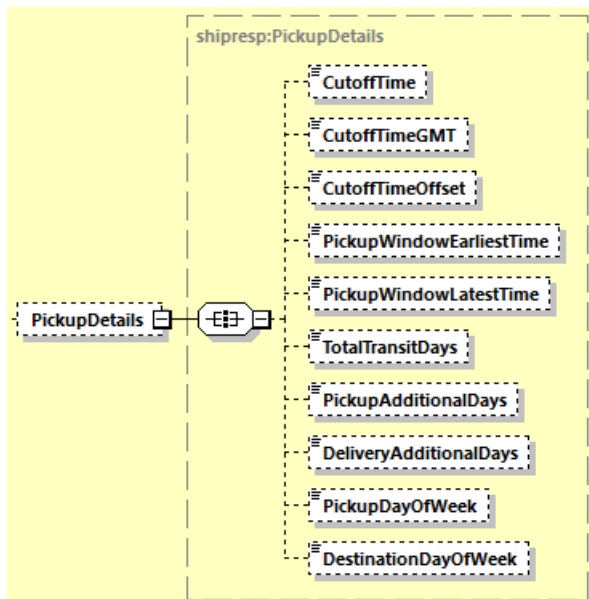 shipresp:PickupDetails
CutoffTime
CutoffTimeGMT
CutoffTimeOffset
PickupWindowEarliestTime
PickupWindowLatestTime
PickupDetails
TotalTransitDays
PickupAdditionalDays
DeliveryAdditionalDays
PickupDayOfWeek
DestinationDayOfWeek